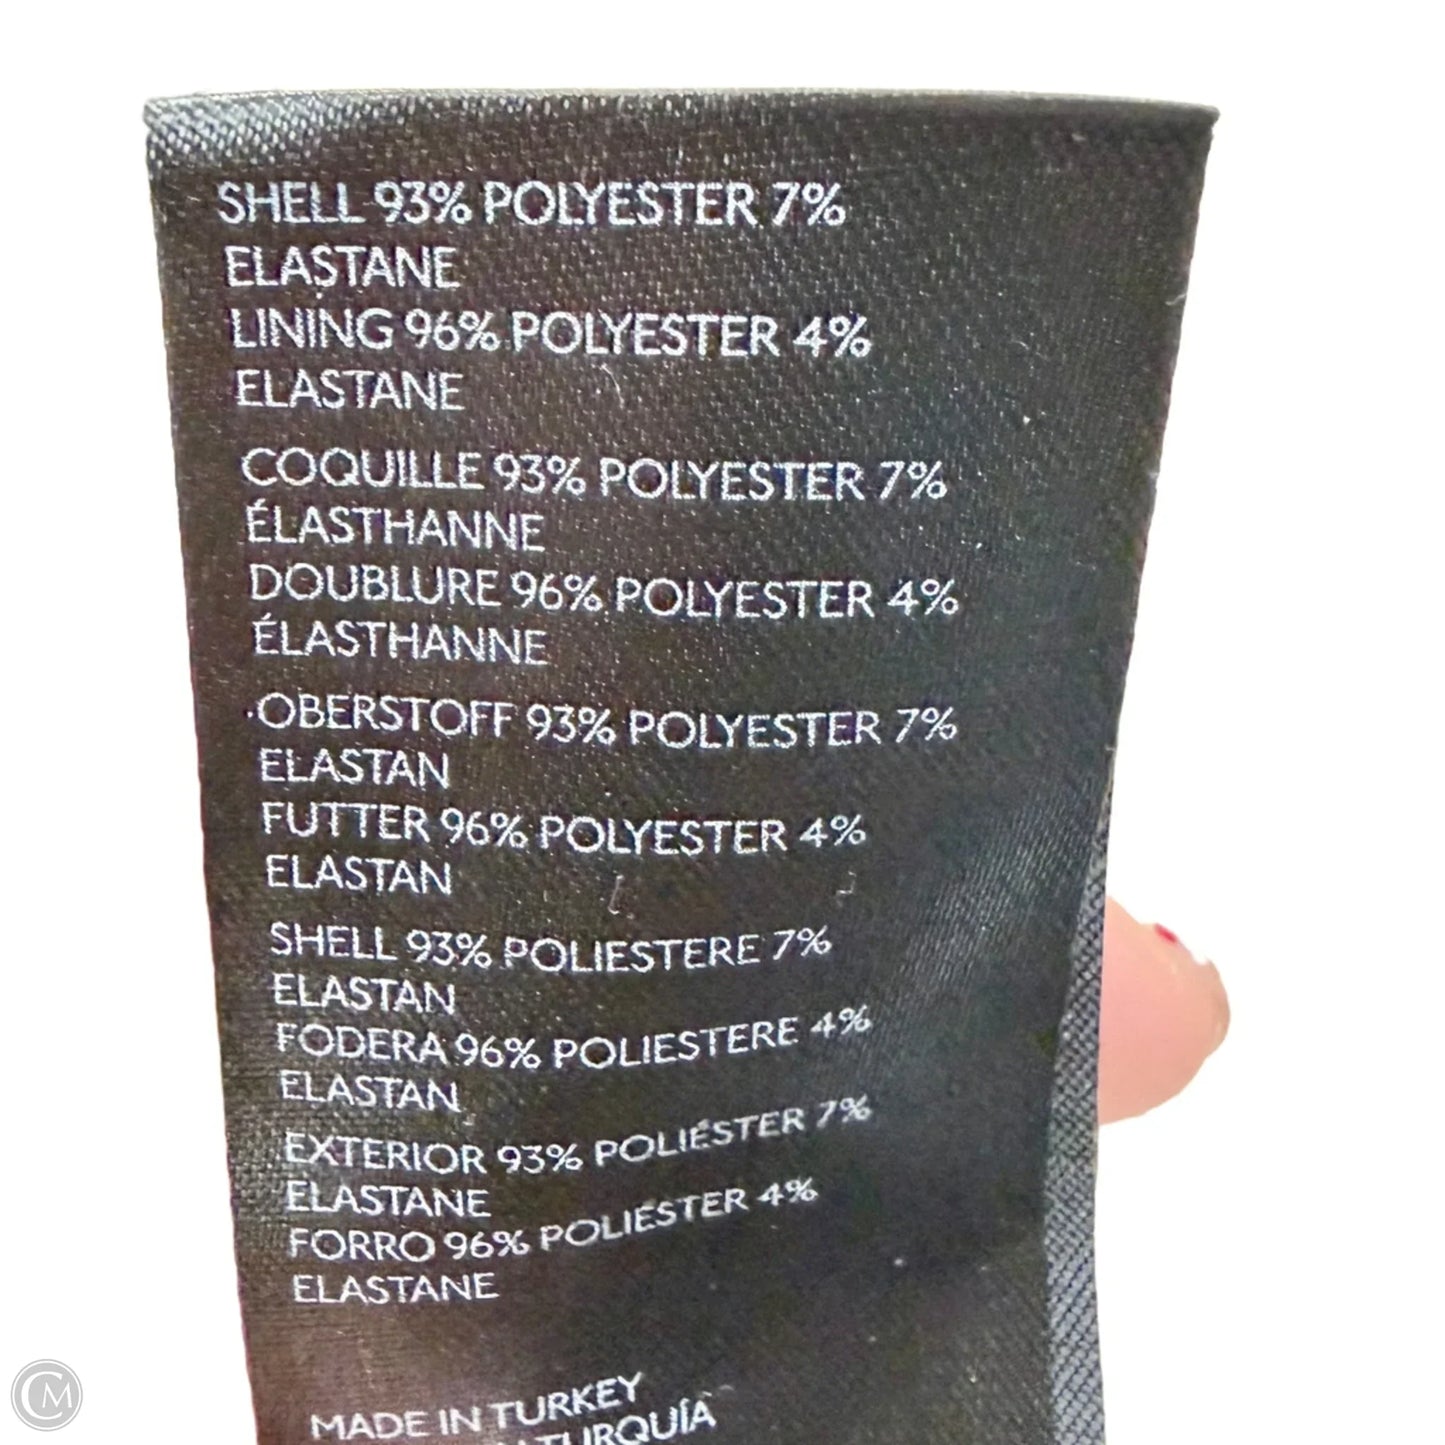 SHELL 93% POLYESTER 7%
ELASTANE
LINING 96% POLYESTER 4%
ELASTANE
COQUILLE 93% POLYESTER 7%
ÉLASTHANNE
DOUBLURE 96% POLYESTER 4%
ÉLASTHANNE
OBERSTOFF 93% POLYESTER 7%
ELASTAN
FUTTER 96% POLYESTER 4%
ELASTAN
SHELL 93% POLIESTERE 7%
ELASTAN
FODERA 96% POLIESTERE 4%
ELASTAN
EXTERIOR 93% POLIÉSTER 7%
ELASTANE
FORRO 96% POLIÉSTER 4%
ELASTANE
MADE IN TURKEY
TURQUÍA
CM